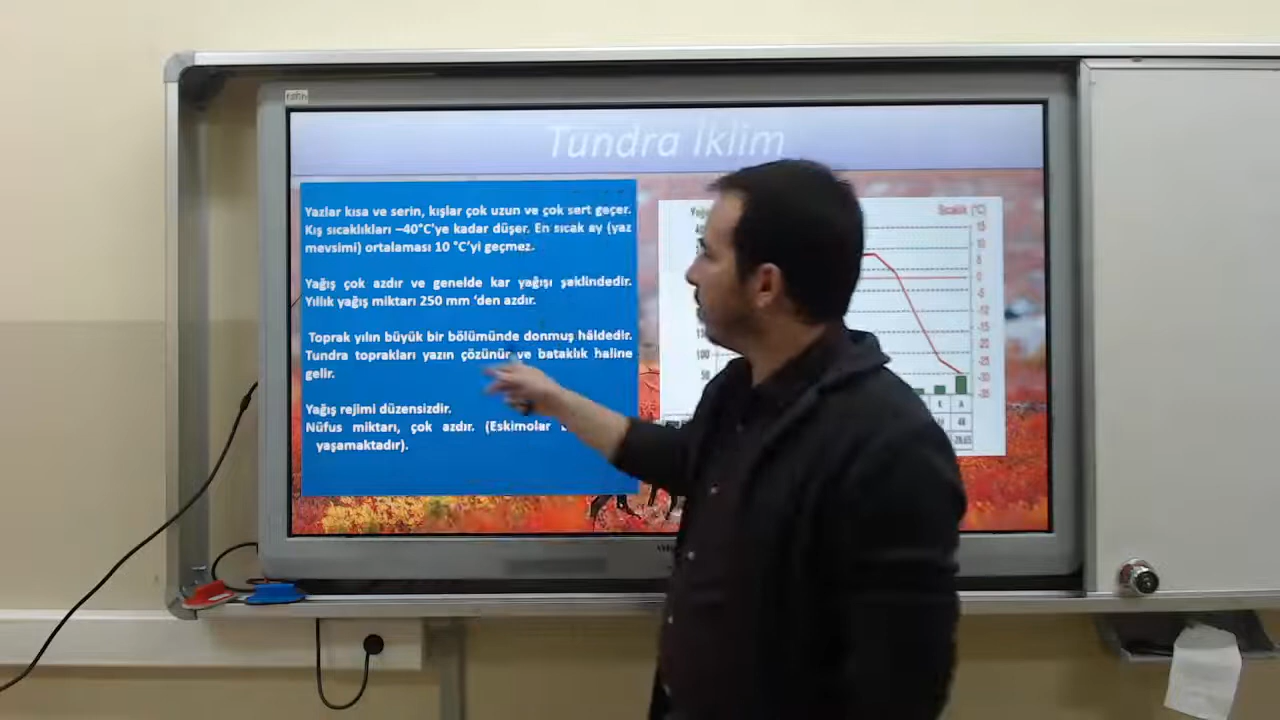 Tundra İklim
Yazlar kısa ve serin, kışlar çok uzun ve çok sert geçer.
Kış sıcaklıkları –40°C'ye kadar düşer. En sıcak ay (yaz
mevsimi) ortalaması 10 °C'yi geçmez.
Yağış çok azdır ve genelde kar yağışı şeklindedir.
Yıllık yağış miktarı 250 mm 'den azdır.
Toprak yılın büyük bir bölümünde donmuş hâldedir.
Tundra toprakları yazın çözünür ve bataklık haline
gelir.
Yağış rejimi düzensizdir.
Nüfus miktarı, çok azdır. (Eskimolar
yaşamaktadır).
Sıcaklık (°C)
15
10
5
0
-5
-10
-15
-20
-25
-30
-35
100
50
K A